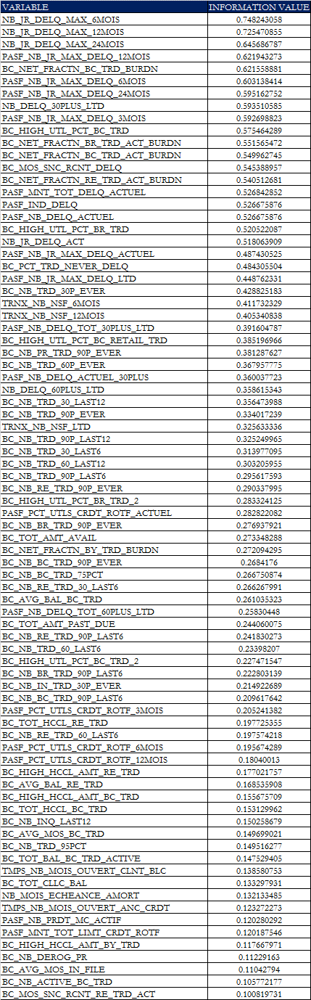 VARIABLE INFORMATION VALUE
NB_JR_DELQ_MAX_6MOIS 0.748243058
NB_JR_DELQ_MAX_12MOIS 0.725470855
NB_JR_DELQ_MAX_24MOIS 0.645686787
PASF_NB_JR_MAX_DELQ_12MOIS 0.621943273
BC_NET_FRACTN_BC_TRD_BURDN 0.621558881
PASF_NB_JR_MAX_DELQ_6MOIS 0.603138414
PASF_NB_JR_MAX_DELQ_24MOIS 0.595162752
NB_DELQ_30PLUS_LTD 0.593510585
PASF_NB_JR_MAX_DELQ_3MOIS 0.592698823
BC_HIGH_UTL_PCT_BC_TRD 0.575464289
BC_NET_FRACTN_BR_TRD_ACT_BURDN 0.551565472
BC_NET_FRACTN_BC_TRD_ACT_BURDN 0.549962745
BC_MOS_SNC_RCNT_DELQ 0.545388957
BC_NET_FRACTN_RE_TRD_ACT_BURDN 0.540512681
PASF_MNT_TOT_DELQ_ACTUEL 0.526842852
PASF_IND_DELQ 0.526675876
PASF_NB_DELQ_ACTUEL 0.526675876
BC_HIGH_UTL_PCT_BR_TRD 0.520522087
NB_JR_DELQ_ACT 0.518063909
PASF_NB_JR_MAX_DELQ_ACTUEL 0.487430525
BC_PCT_TRD_NEVER_DELQ 0.484305504
PASF_NB_JR_MAX_DELQ_LTD 0.448762331
BC_NB_TRD_30P_EVER 0.428825183
TRNX_NB_NSF_6MOIS 0.411732329
TRNX_NB_NSF_12MOIS 0.405340838
PASF_NB_DELQ_TOT_30PLUS_LTD 0.391604787
BC_HIGH_UTL_PCT_BC_RETAIL_TRD 0.385196966
BC_NB_PR_TRD_90P_EVER 0.381287627
BC_NB_TRD_60P_EVER 0.367957775
PASF_NB_DELQ_ACTUEL_30PLUS 0.360037723
NB_DELQ_60PLUS_LTD 0.358615343
BC_NB_TRD_30_LAST12 0.356473988
BC_NB_TRD_90P_EVER 0.334017239
TRNX_NB_NSF_LTD 0.325633336
BC_NB_TRD_90P_LAST12 0.325249965
BC_NB_TRD_30_LAST6 0.313977095
BC_NB_TRD_60_LAST12 0.303205955
BC_NB_TRD_90P_LAST6 0.295617593
BC_NB_RE_TRD_90P_EVER 0.290337995
BC_HIGH_UTL_PCT_BR_TRD_2 0.283324125
PASF_PCT_UTLS_CRDT_ROTF_ACTUEL 0.282822082
BC_NB_BR_TRD_90P_EVER 0.276937921
BC_TOT_AMT_AVAIL 0.273348288
BC_NET_FRACTN_BY_TRD_BURDN 0.272094295
BC_NB_BC_TRD_90P_EVER 0.2684176
BC_NB_BC_TRD_75PCT 0.266750874
BC_NB_RE_TRD_30_LAST6 0.266267991
BC_AVG_BAL_BC_TRD 0.261035323
PASF_NB_DELQ_TOT_60PLUS_LTD 0.25830448
BC_TOT_AMT_PAST_DUE 0.244060075
BC_NB_RE_TRD_90P_LAST6 0.241830273
BC_NB_TRD_60_LAST6 0.23398207
BC_HIGH_UTL_PCT_BC_TRD_2 0.227471547
BC_NB_BR_TRD_90P_LAST6 0.222803139
BC_NB_IN_TRD_30P_EVER 0.214922689
BC_NB_BC_TRD_90P_LAST6 0.209617642
PASF_PCT_UTLS_CRDT_ROTF_3MOIS 0.205241382
BC_TOT_HCCL_RE_TRD 0.197725355
BC_NB_RE_TRD_60_LAST6 0.197574218
PASF_PCT_UTLS_CRDT_ROTF_6MOIS 0.195674289
PASF_PCT_UTLS_CRDT_ROTF_12MOIS 0.18040013
BC_HIGH_HCCL_AMT_RE_TRD 0.177021757
BC_AVG_BAL_RE_TRD 0.168535908
BC_HIGH_HCCL_AMT_BC_TRD 0.155675709
BC_TOT_HCCL_BC_TRD 0.153129962
BC_NB_INQ_LAST12 0.150258679
BC_AVG_MOS_BC_TRD 0.149699021
BC_NB_TRD_95PCT 0.149516277
BC_TOT_BAL_BC_TRD_ACTIVE 0.147529405
TMPS_NB_MOIS_OUVERT_CLNT_BLC 0.138580753
BC_TOT_CLLC_BAL 0.133297931
NB_MOIS_ECHEANCE_AMORT 0.132133485
TMPS_NB_MOIS_OUVERT_ANC_CRDT 0.123272273
PASF_NB_PRDT_MC_ACTIF 0.120280292
PASF_MNT_TOT_LIMT_CRDT_ROTF 0.120187546
BC_HIGH_HCCL_AMT_BY_TRD 0.117667971
BC_NB_DEROG_PR 0.11229163
BC_AVG_MOS_IN_FILE 0.11042794
BC_NB_ACTIVE_BC_TRD 0.105772177
BC_MOS_SNC_RCNT_RE_TRD_ACT 0.100819731